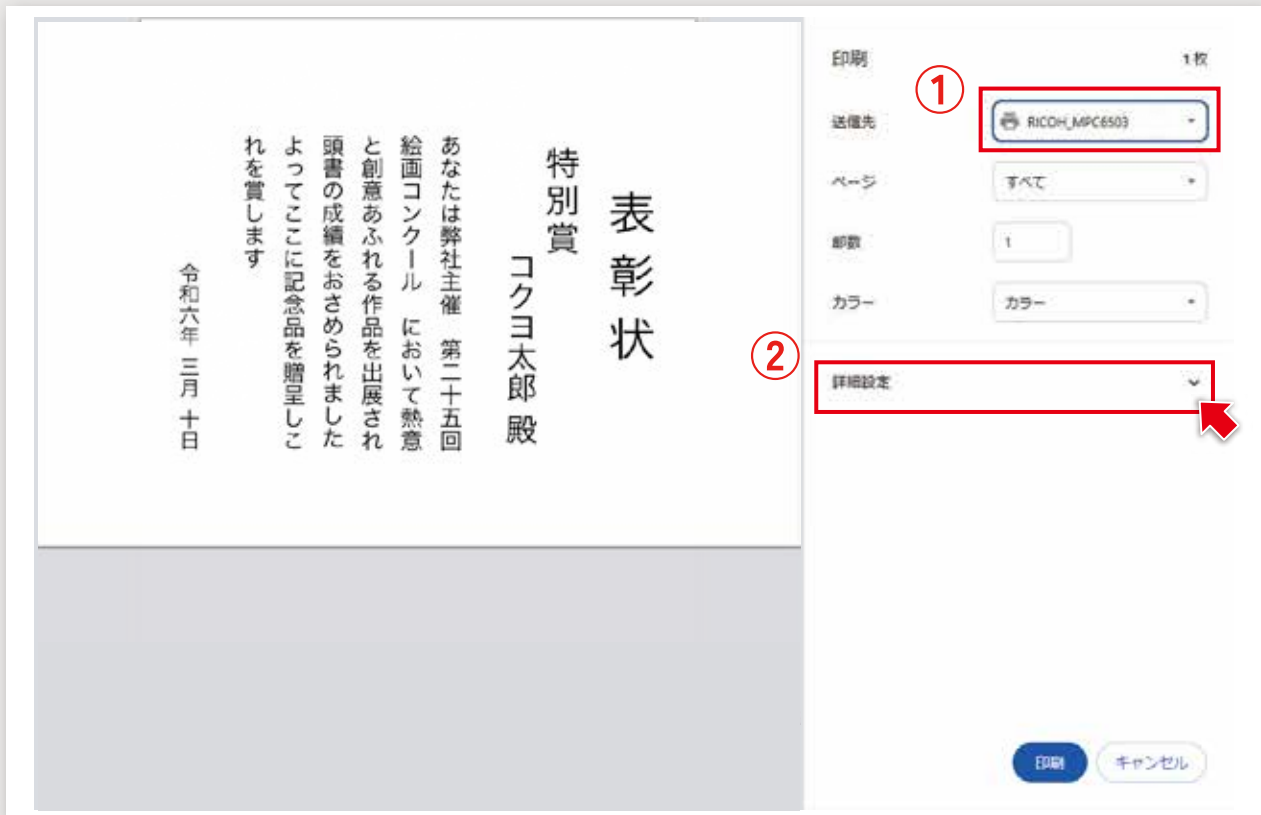 表彰状
特別賞
コクヨ太郎 殿
あなたは弊社主催 第二十五回
絵画コンクール において熱意
と創意あふれる作品を出展され
頭書の成績をおさめられました
よってここに記念品を贈呈しこ
れを賞します
令和六年 三月 十日
印刷 1枚
①
送信先 RICOH_MPC6503
ページ すべて
部数 1
カラー カラー
②
詳細設定
印刷 キャンセル